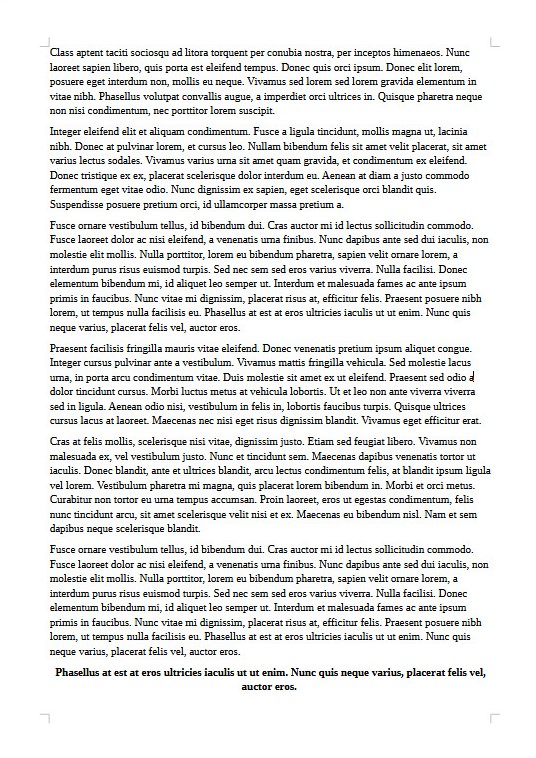 Class aptent taciti sociosqu ad litora torquent per conubia nostra, per inceptos himenaeos. Nunc
laoreet sapien libero, quis porta est eleifend tempus. Donec quis orci ipsum. Donec elit lorem,
posuere eget interdum non, mollis eu neque. Vivamus sed lorem sed lorem gravida elementum in
vitae nibh. Phasellus volutpat convallis augue, a imperdiet orci ultrices in. Quisque pharetra neque
non nisi condimentum, nec porttitor lorem suscipit.
Integer eleifend elit et aliquam condimentum. Fusce a ligula tincidunt, mollis magna ut, lacinia
nibh. Donec at pulvinar lorem, et cursus leo. Nullam bibendum felis sit amet velit placerat, sit amet
varius lectus sodales. Vivamus varius urna sit amet quam gravida, et condimentum ex eleifend.
Donec tristique ex ex, placerat scelerisque dolor interdum eu. Aenean at diam a justo commodo
fermentum eget vitae odio. Nunc dignissim ex sapien, eget scelerisque orci blandit quis.
Suspendisse posuere pretium orci, id ullamcorper massa pretium a.
Fusce ornare vestibulum tellus, id bibendum dui. Cras auctor mi id lectus sollicitudin commodo.
Fusce laoreet dolor ac nisi eleifend, a venenatis urna finibus. Nunc dapibus ante sed dui iaculis, non
molestie elit mollis. Nulla porttitor, lorem eu bibendum pharetra, sapien velit ornare lorem, a
interdum purus risus euismod turpis. Sed nec sem sed eros varius viverra. Nulla facilisi. Donec
elementum bibendum mi, id aliquet leo semper ut. Interdum et malesuada fames ac ante ipsum
primis in faucibus. Nunc vitae mi dignissim, placerat risus at, efficitur felis. Praesent posuere nibh
lorem, ut tempus nulla facilisis eu. Phasellus at est at eros ultricies iaculis ut ut enim. Nunc quis
neque varius, placerat felis vel, auctor eros.
Praesent facilisis fringilla mauris vitae eleifend. Donec venenatis pretium ipsum aliquet congue.
Integer cursus pulvinar ante a vestibulum. Vivamus mattis fringilla vehicula. Sed molestie lacus
urna, in porta arcu condimentum vitae. Duis molestie sit amet ex ut eleifend. Praesent sed odio a
dolor tincidunt cursus. Morbi luctus metus at vehicula lobortis. Ut et leo non ante viverra viverra
sed in ligula. Aenean odio nisi, vestibulum in felis in, lobortis faucibus turpis. Quisque ultrices
cursus lacus at laoreet. Maecenas nec nisi eget risus dignissim blandit. Vivamus eget efficitur erat.
Cras at felis mollis, scelerisque nisi vitae, dignissim justo. Etiam sed feugiat libero. Vivamus non
malesuada ex, vel vestibulum justo. Nunc et tincidunt sem. Maecenas dapibus venenatis tortor ut
iaculis. Donec blandit, ante et ultrices blandit, arcu lectus condimentum felis, at blandit ipsum ligula
vel lorem. Vestibulum pharetra mi magna, quis placerat lorem bibendum in. Morbi et orci metus.
Curabitur non tortor eu urna tempus accumsan. Proin laoreet, eros ut egestas condimentum, felis
nunc tincidunt arcu, sit amet scelerisque velit nisi et ex. Maecenas eu bibendum nisl. Nam et sem
dapibus neque scelerisque blandit.
Fusce ornare vestibulum tellus, id bibendum dui. Cras auctor mi id lectus sollicitudin commodo.
Fusce laoreet dolor ac nisi eleifend, a venenatis urna finibus. Nunc dapibus ante sed dui iaculis, non
molestie elit mollis. Nulla porttitor, lorem eu bibendum pharetra, sapien velit ornare lorem, a
interdum purus risus euismod turpis. Sed nec sem sed eros varius viverra. Nulla facilisi. Donec
elementum bibendum mi, id aliquet leo semper ut. Interdum et malesuada fames ac ante ipsum
primis in faucibus. Nunc vitae mi dignissim, placerat risus at, efficitur felis. Praesent posuere nibh
lorem, ut tempus nulla facilisis eu. Phasellus at est at eros ultricies iaculis ut ut enim. Nunc quis
neque varius, placerat felis vel, auctor eros.
Phasellus at est at eros ultricies iaculis ut ut enim. Nunc quis neque varius, placerat felis vel,
auctor eros.